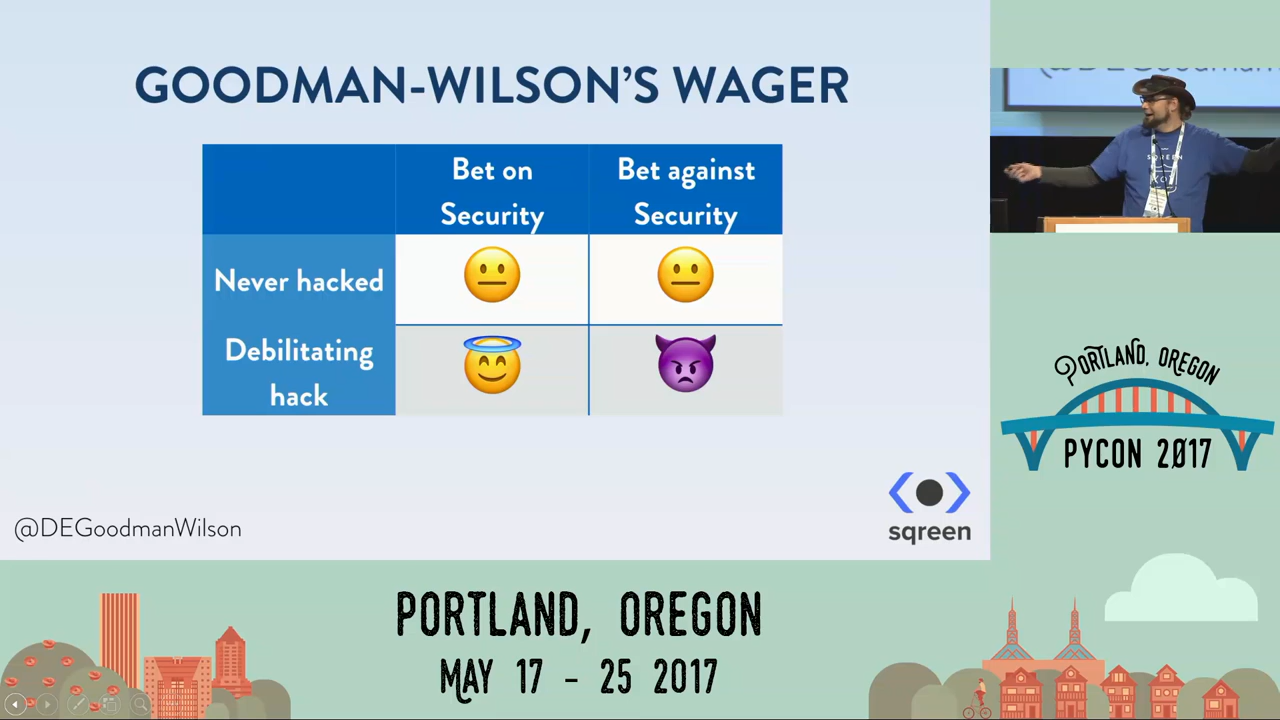 GOODMAN-WILSON'S WAGER
Bet on
Security
Bet against
Security
Never hacked
Debilitating
hack
@DEGoodmanWilson
sqreen
PORTLAND, OREGON
PYCON 2017
PORTLAND, OREGON
MAY 17 - 25 2017